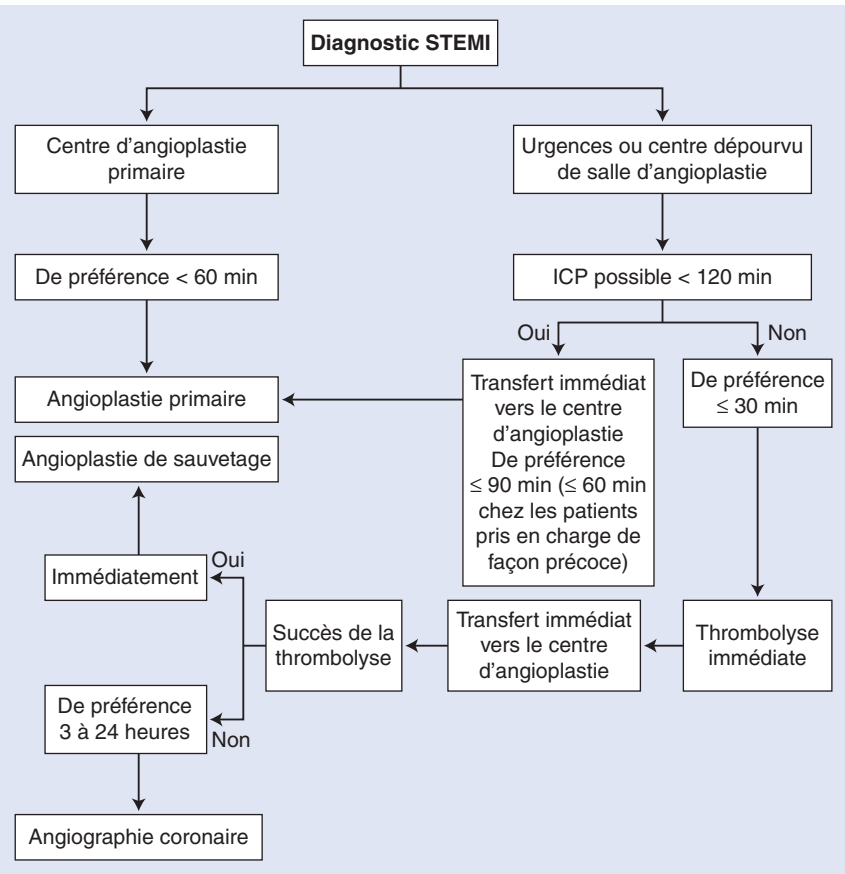 Diagnostic STEMI
Centre d'angioplastie
primaire
Urgences ou centre dépourvu
de salle d'angioplastie
De préférence < 60 min
ICP possible < 120 min
Oui
Non
Angioplastie primaire
Transfert immédiat
vers le centre
d'angioplastie
De préférence
≤ 90 min (≤ 60 min
chez les patients
pris en charge de
façon précoce)
De préférence
≤ 30 min
Angioplastie de sauvetage
Immédiatement
Oui
Succès de la
thrombolyse
Transfert immédiat
vers le centre
d'angioplastie
Thrombolyse
immédiate
De préférence
3 à 24 heures
Non
Angiographie coronaire